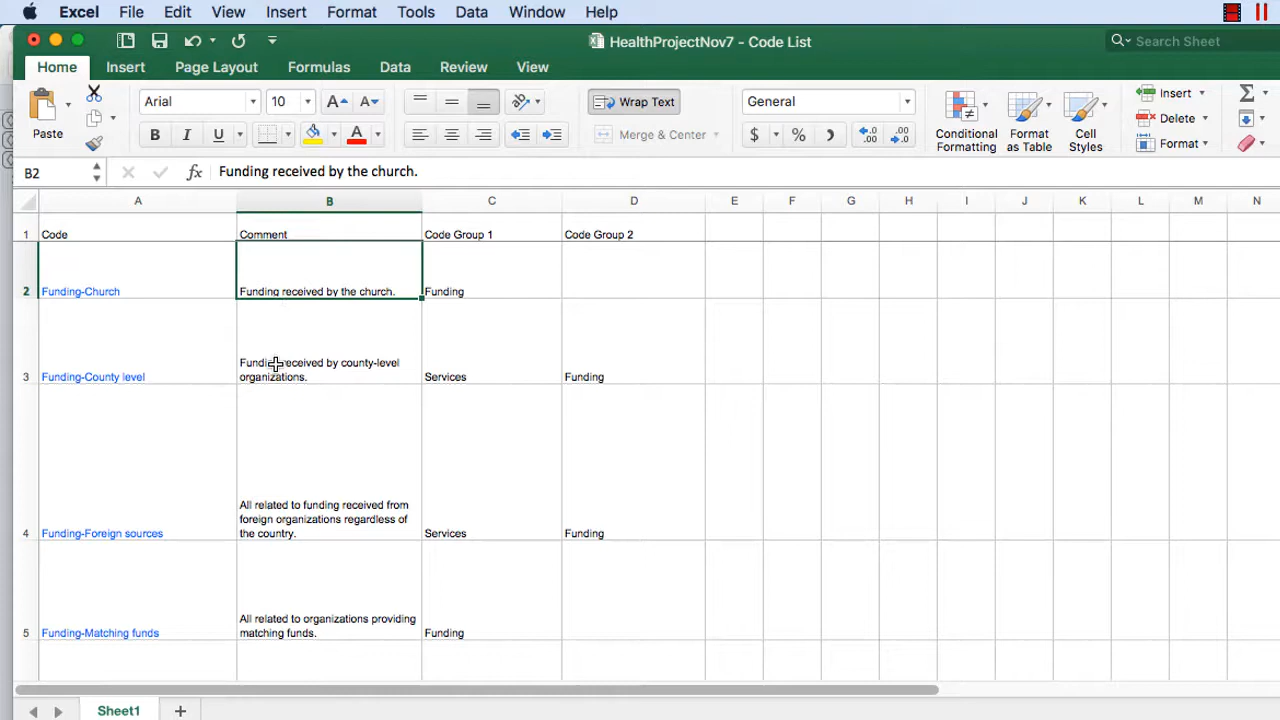 Excel File Edit View Insert Format Tools Data Window Help
HealthProjectNov7 - Code List
Search Sheet
Home Insert Page Layout Formulas Data Review View
Paste
Arial 10
A A
B I U A
Wrap Text
Merge & Center
General
$ % .0 .00 .00 .0
Conditional Formatting
Format as Table
Cell Styles
Insert
Delete
Format
B2 fx Funding received by the church.
A B C D E F G H I J K L M N
1 Code Comment Code Group 1 Code Group 2
2 Funding-Church Funding received by the church. Funding
Funding received by county-level
3 Funding-County level organizations. Services Funding
All related to funding received from
foreign organizations regardless of
4 Funding-Foreign sources the country. Services Funding
All related to organizations providing
5 Funding-Matching funds matching funds. Funding
Sheet1 +